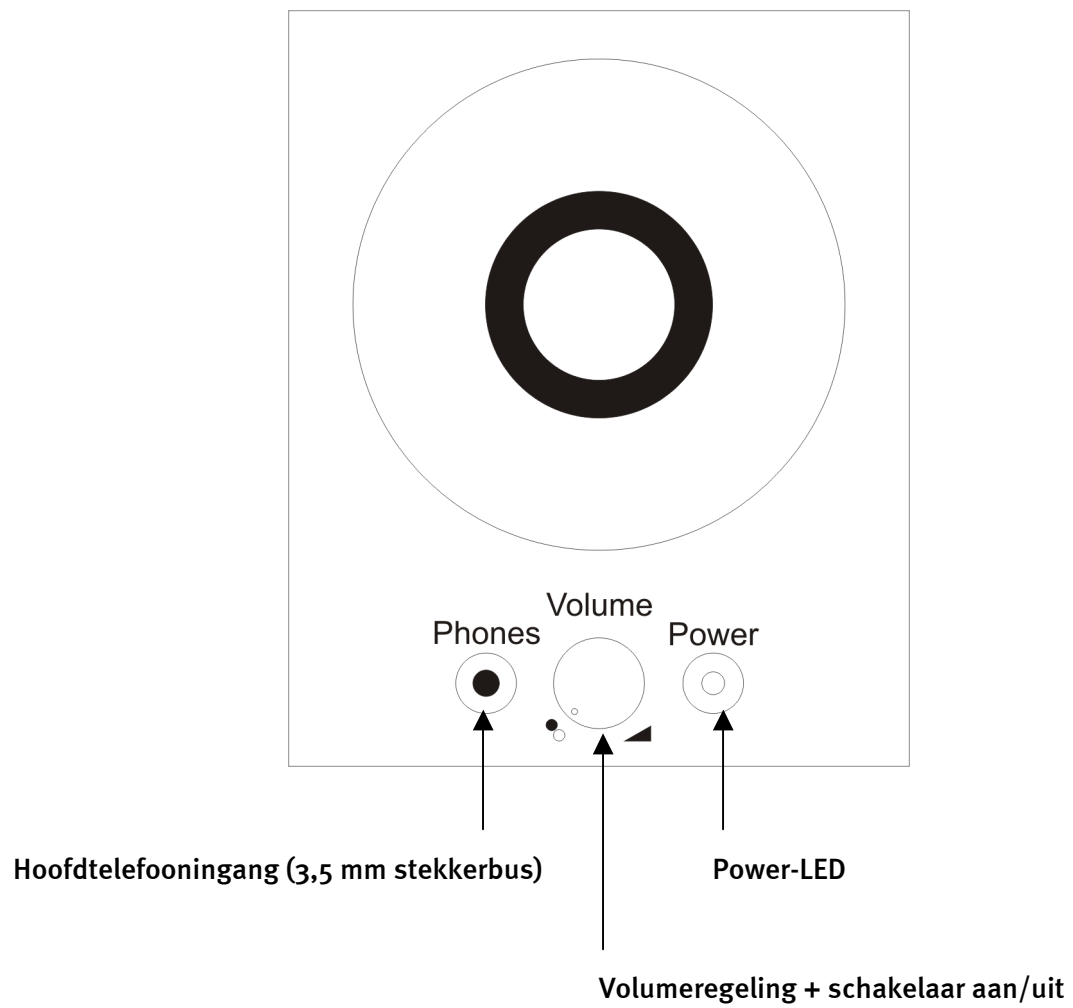 Volume
Phones
Power
Hoofdtelefooningang (3,5 mm stekkerbus)
Power-LED
Volumeregeling + schakelaar aan/uit